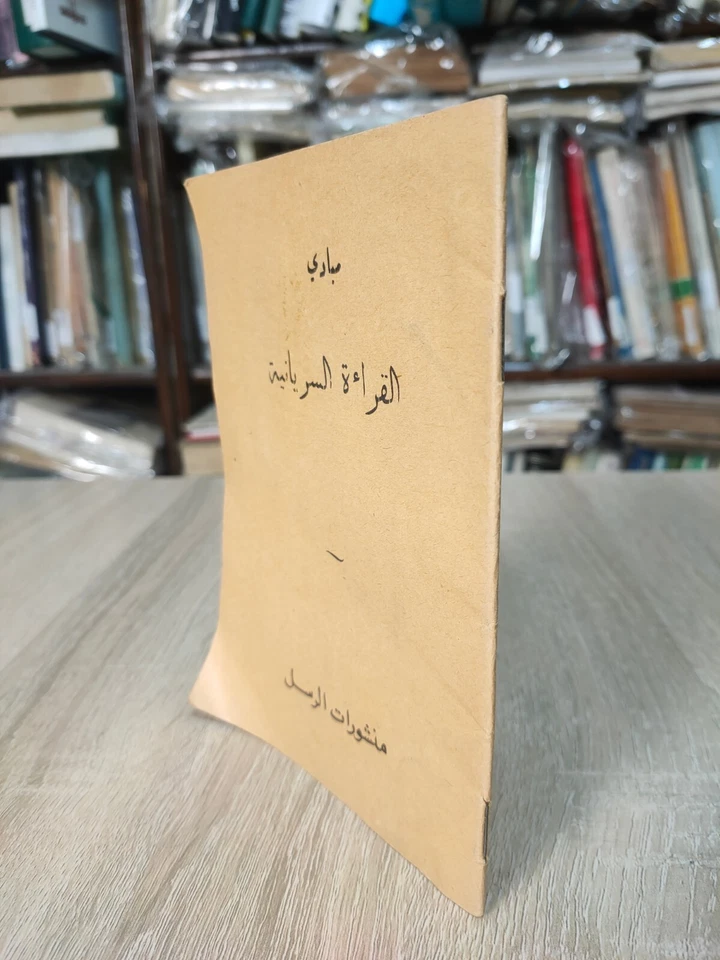 مبادي
القراءة السريانية
منشورات الرسل